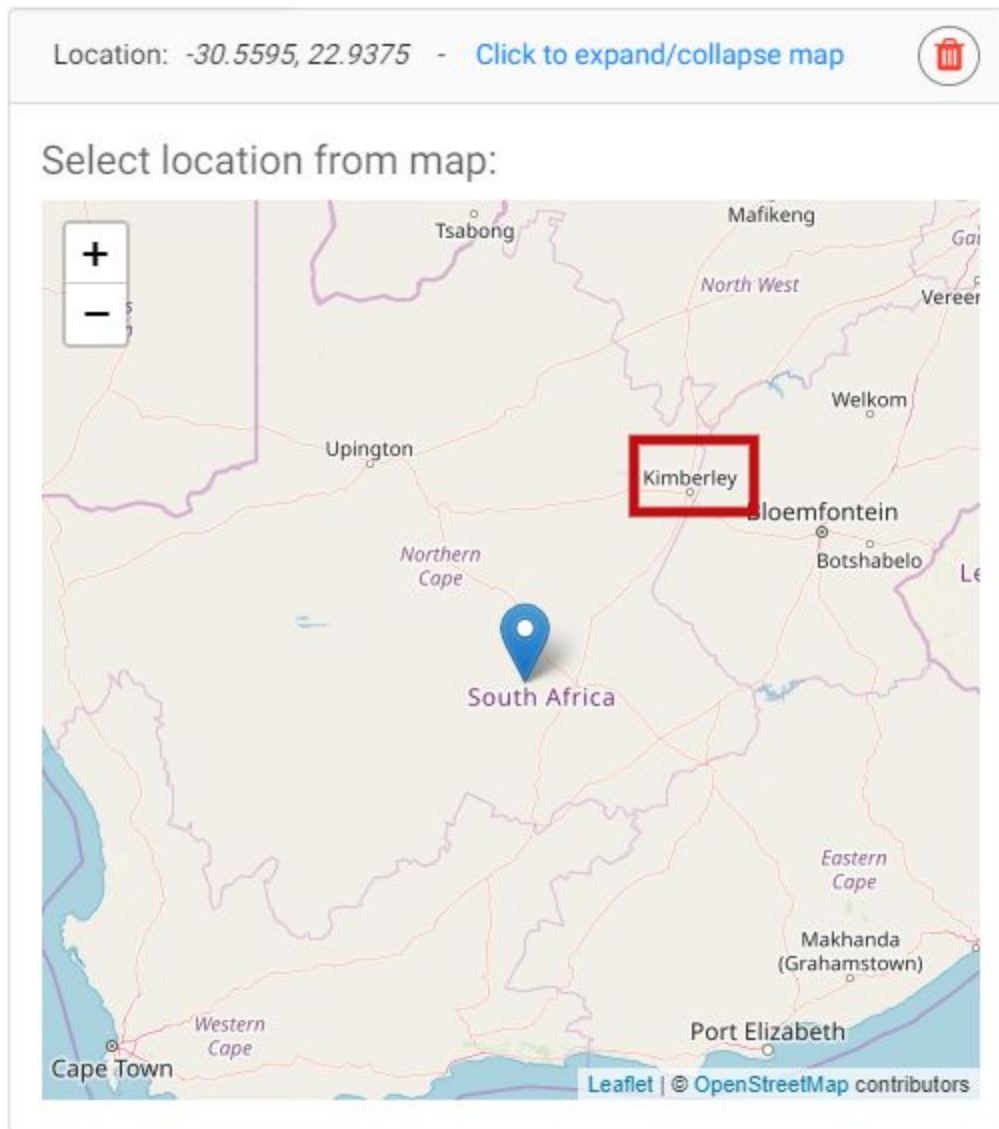 Location: -30.5595, 22.9375 - Click to expand/collapse map
Select location from map:
+
−
Tsabong
Mafikeng
North West
Welkom
Upington
Kimberley
Bloemfontein
Botshabelo
Northern
Cape
South Africa
Eastern
Cape
Makhanda
(Grahamstown)
Western
Cape
Port Elizabeth
Cape Town
Leaflet | © OpenStreetMap contributors